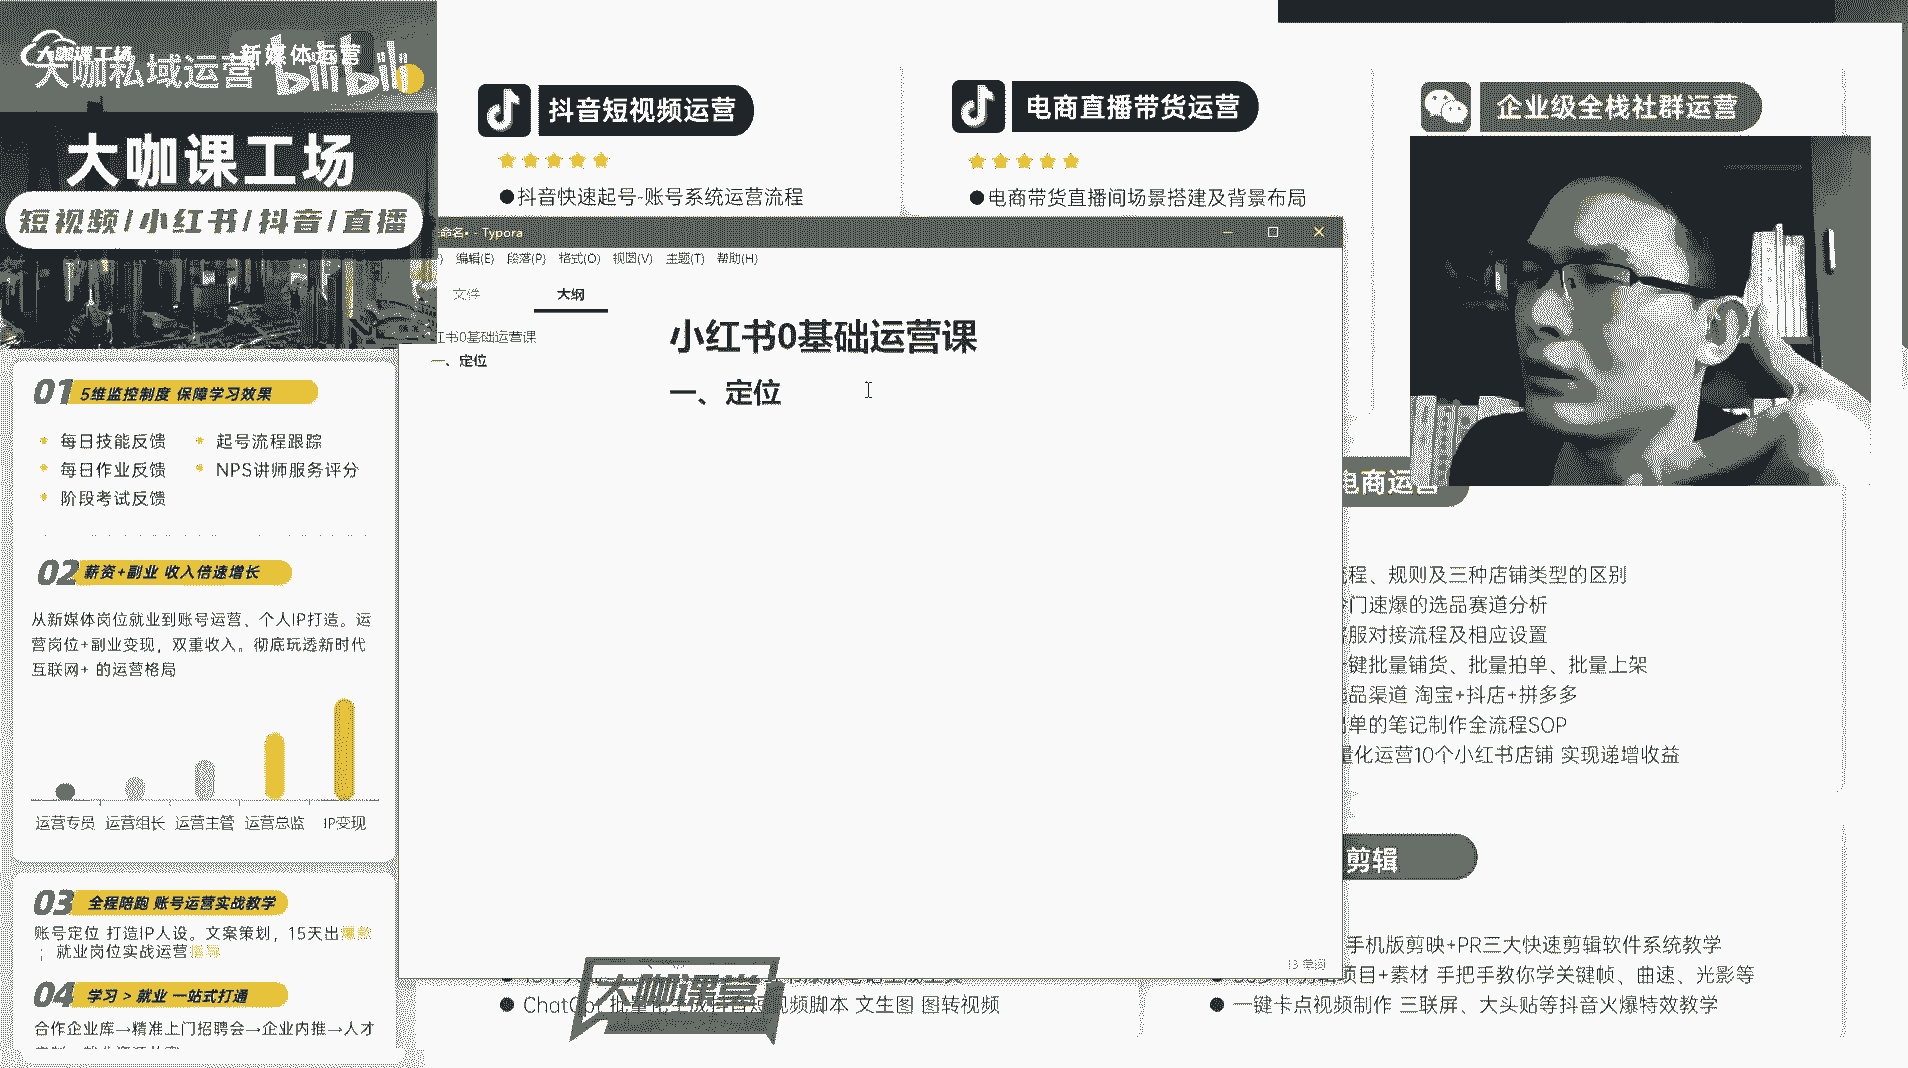 大咖课工场
新媒体运营
大咖私域运营
bilibili
大咖课工场
短视频/小红书/抖音/直播
01 5维监控制度 保障学习效果
每日技能反馈 起号流程跟踪
每日作业反馈 NPS讲师服务评分
阶段考试反馈
02 薪资+副业 收入倍速增长
从新媒体岗位就业到账号运营、个人IP打造。运
营岗位+副业变现，双重收入。彻底玩透新时代
互联网+ 的运营格局
运营专员 运营组长 运营主管 运营总监 IP变现
03 全程陪跑 账号运营实战教学
账号定位 打造IP人设。文案策划，15天出
；就业岗位实战运营
04 学习 > 就业 一站式打通
合作企业库→精准上门招聘会→企业内推→人才
抖音短视频运营
●抖音快速起号-账号系统运营流程
电商直播带货运营
●电商带货直播间场景搭建及背景布局
企业级全栈社群运营
命名• - Typora
编辑(E) 段落(P) 格式(O) 视图(V) 主题(T) 帮助(H)
文件 大纲
红书0基础运营课
一、定位
小红书0基础运营课
一、定位
13
电商运营
程、规则及三种店铺类型的区别
门速爆的选品赛道分析
服对接流程及相应设置
键批量铺货、批量拍单、批量上架
品渠道 淘宝+抖店+拼多多
单的笔记制作全流程SOP
量化运营10个小红书店铺 实现递增收益
剪辑
手机版剪映+PR三大快速剪辑软件系统教学
项目+素材 手把手教你学关键帧、曲速、光影等
● 一键卡点视频制作 三联屏、大头贴等抖音火爆特效教学
● ChatGpt 批量化生成抖音短视频脚本 文生图 图转视频
大咖课堂